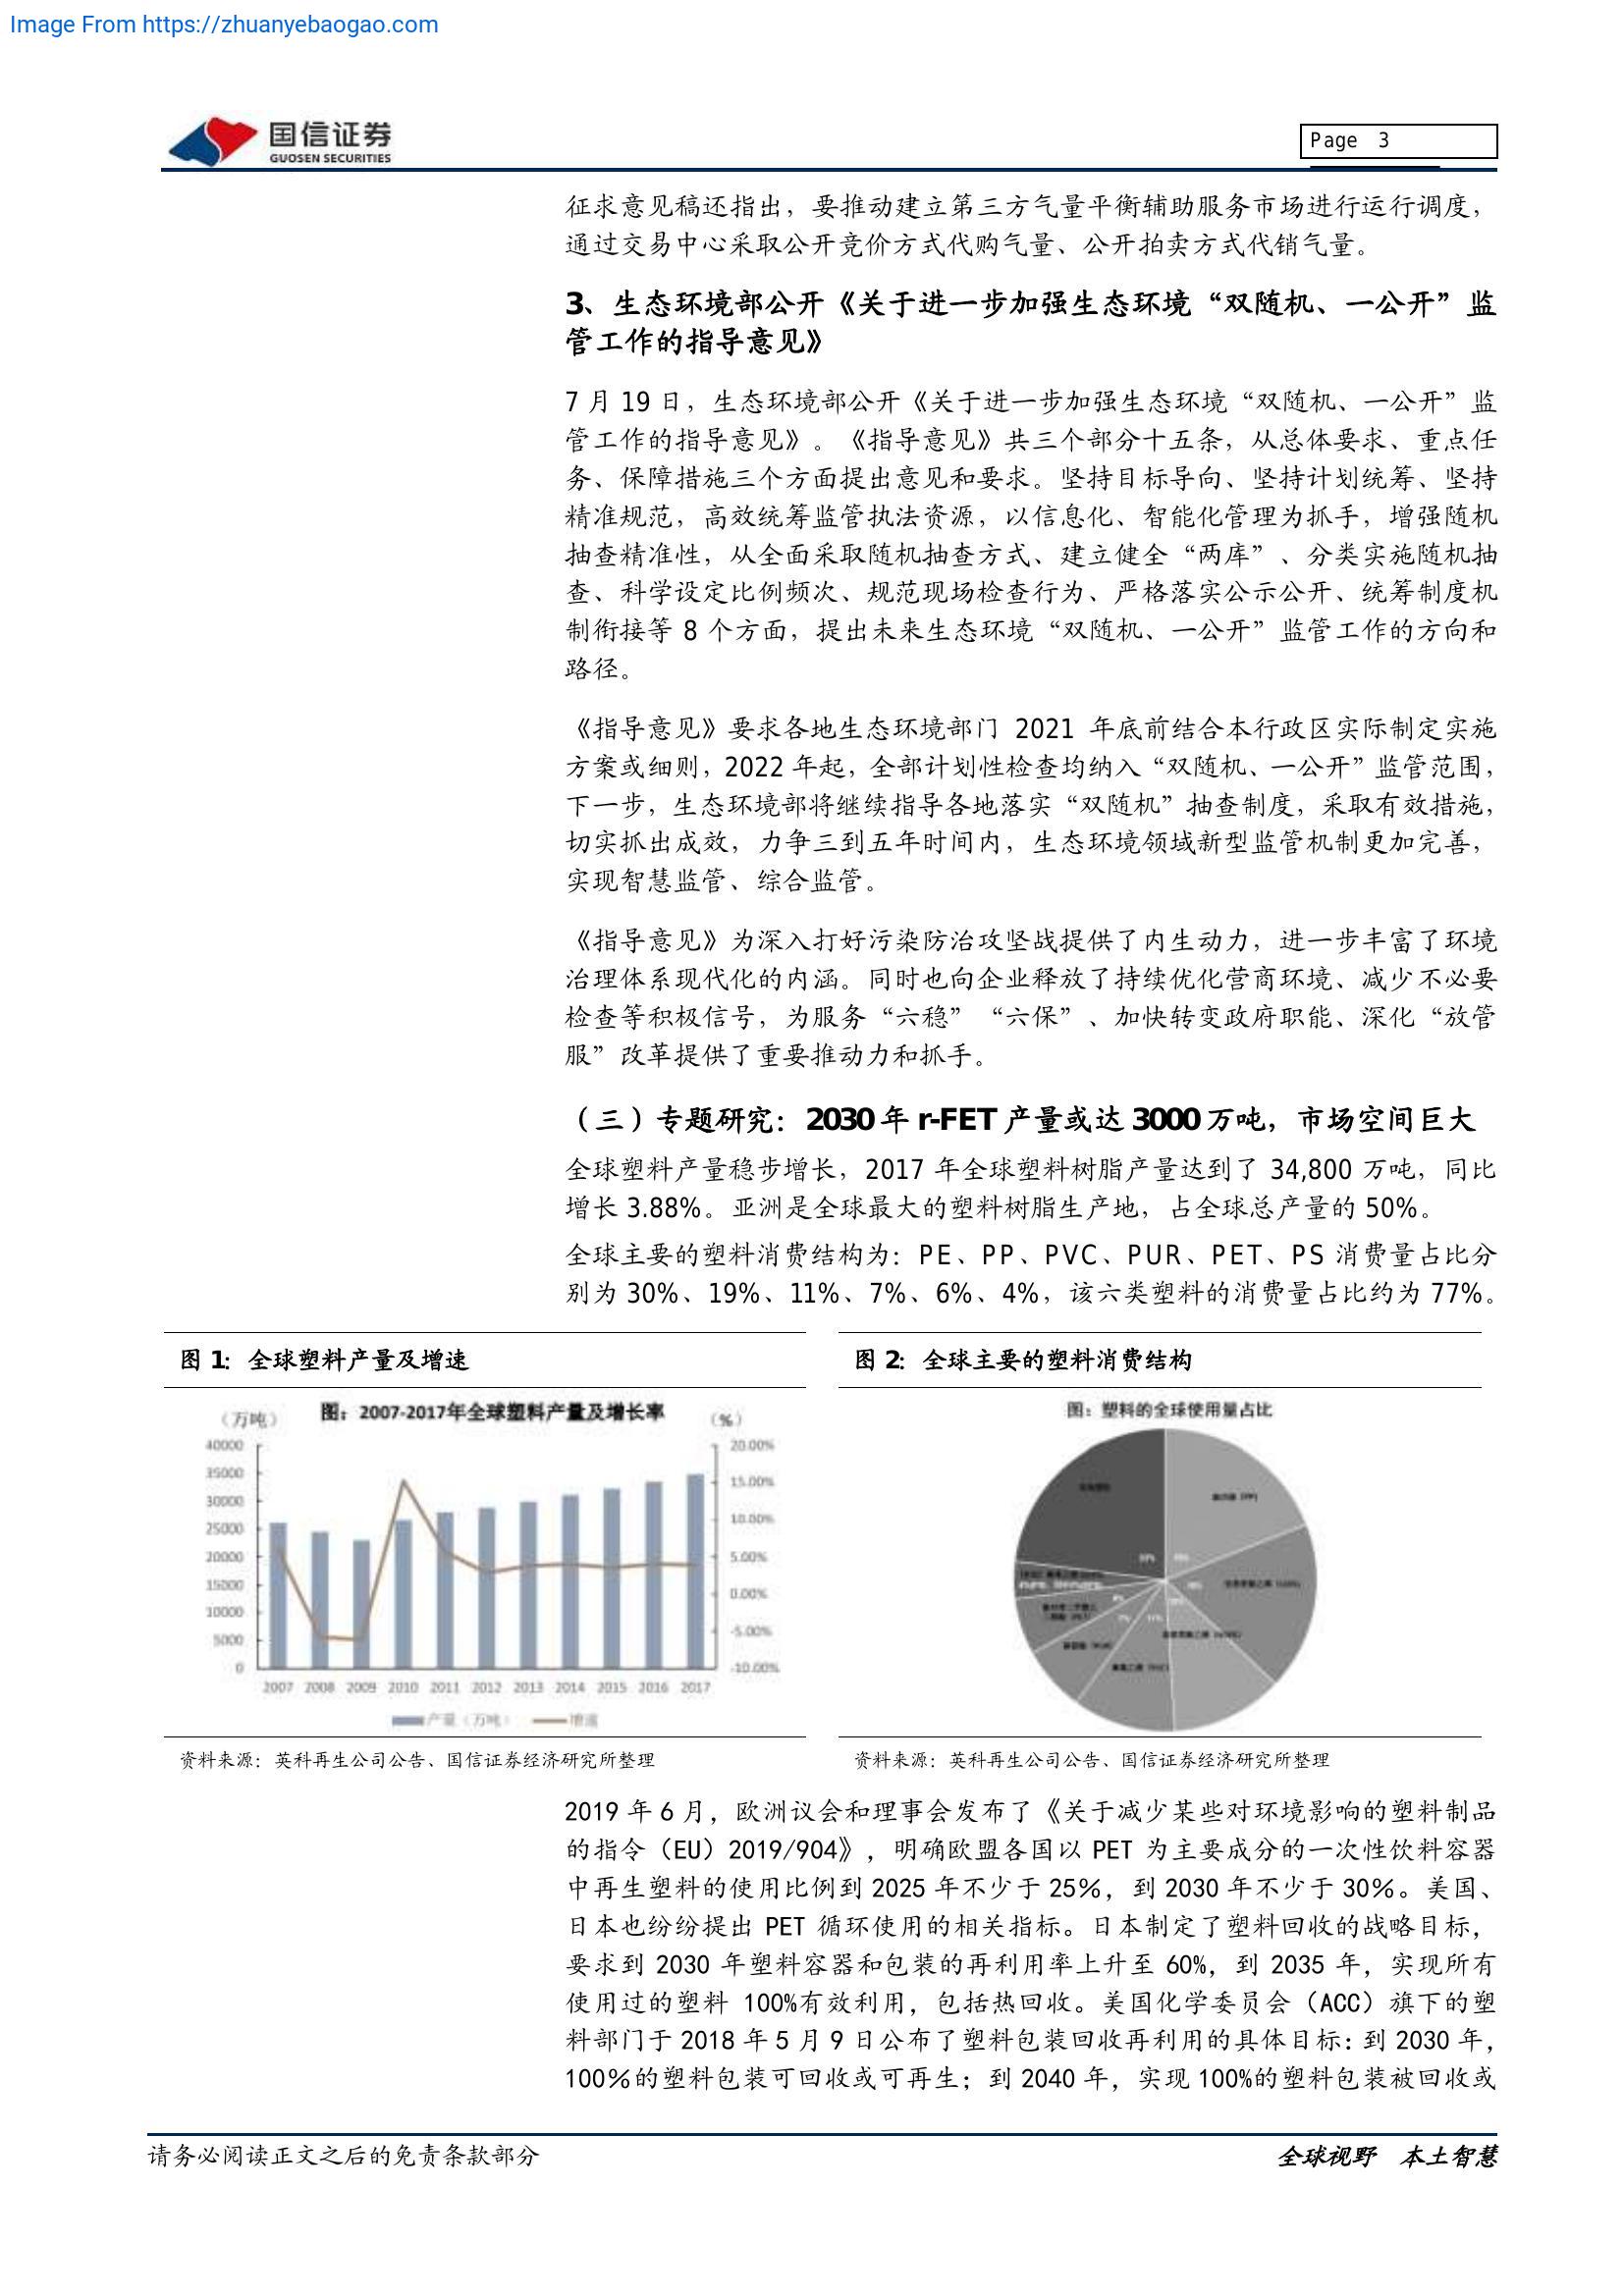 Image From https://zhuanyebaogao.com
国信证券
GUOSEN SECURITIES
Page 3
征求意见稿还指出，要推动建立第三方气量平衡辅助服务市场进行运行调度，
通过交易中心采取公开竞价方式代购气量、公开拍卖方式代销气量。
3、生态环境部公开《关于进一步加强生态环境“双随机、一公开”监
管工作的指导意见》
7 月 19 日，生态环境部公开《关于进一步加强生态环境“双随机、一公开”监
管工作的指导意见》。《指导意见》共三个部分十五条，从总体要求、重点任
务、保障措施三个方面提出意见和要求。坚持目标导向、坚持计划统筹、坚持
精准规范，高效统筹监管执法资源，以信息化、智能化管理为抓手，增强随机
抽查精准性，从全面采取随机抽查方式、建立健全“两库”、分类实施随机抽
查、科学设定比例频次、规范现场检查行为、严格落实公示公开、统筹制度机
制衔接等 8 个方面，提出未来生态环境“双随机、一公开”监管工作的方向和
路径。
《指导意见》要求各地生态环境部门 2021 年底前结合本行政区实际制定实施
方案或细则，2022 年起，全部计划性检查均纳入“双随机、一公开”监管范围，
下一步，生态环境部将继续指导各地落实“双随机”抽查制度，采取有效措施，
切实抓出成效，力争三到五年时间内，生态环境领域新型监管机制更加完善，
实现智慧监管、综合监管。
《指导意见》为深入打好污染防治攻坚战提供了内生动力，进一步丰富了环境
治理体系现代化的内涵。同时也向企业释放了持续优化营商环境、减少不必要
检查等积极信号，为服务“六稳”“六保”、加快转变政府职能、深化“放管
服”改革提供了重要推动力和抓手。
（三）专题研究：2030 年 r-FET 产量或达 3000 万吨，市场空间巨大
全球塑料产量稳步增长，2017 年全球塑料树脂产量达到了 34,800 万吨，同比
增长 3.88%。亚洲是全球最大的塑料树脂生产地，占全球总产量的 50%。
全球主要的塑料消费结构为：PE、PP、PVC、PUR、PET、PS 消费量占比分
别为 30%、19%、11%、7%、6%、4%，该六类塑料的消费量占比约为 77%。
图 1: 全球塑料产量及增速
图：2007-2017年全球塑料产量及增长率
（万吨）
（%）
40000
35000
30000
25000
20000
15000
10000
5000
0
20.00%
15.00%
10.00%
5.00%
0.00%
-5.00%
-10.00%
2007 2008 2009 2010 2011 2012 2013 2014 2015 2016 2017
产量（万吨） 增速
资料来源：英科再生公司公告、国信证券经济研究所整理
图 2: 全球主要的塑料消费结构
图：塑料的全球使用量占比
资料来源：英科再生公司公告、国信证券经济研究所整理
2019 年 6 月，欧洲议会和理事会发布了《关于减少某些对环境影响的塑料制品
的指令（EU）2019/904》，明确欧盟各国以 PET 为主要成分的一次性饮料容器
中再生塑料的使用比例到 2025 年不少于 25%，到 2030 年不少于 30%。美国、
日本也纷纷提出 PET 循环使用的相关指标。日本制定了塑料回收的战略目标，
要求到 2030 年塑料容器和包装的再利用率上升至 60%，到 2035 年，实现所有
使用过的塑料 100%有效利用，包括热回收。美国化学委员会（ACC）旗下的塑
料部门于 2018 年 5 月 9 日公布了塑料包装回收再利用的具体目标：到 2030 年，
100%的塑料包装可回收或可再生；到 2040 年，实现 100%的塑料包装被回收或
请务必阅读正文之后的免责条款部分
全球视野 本土智慧